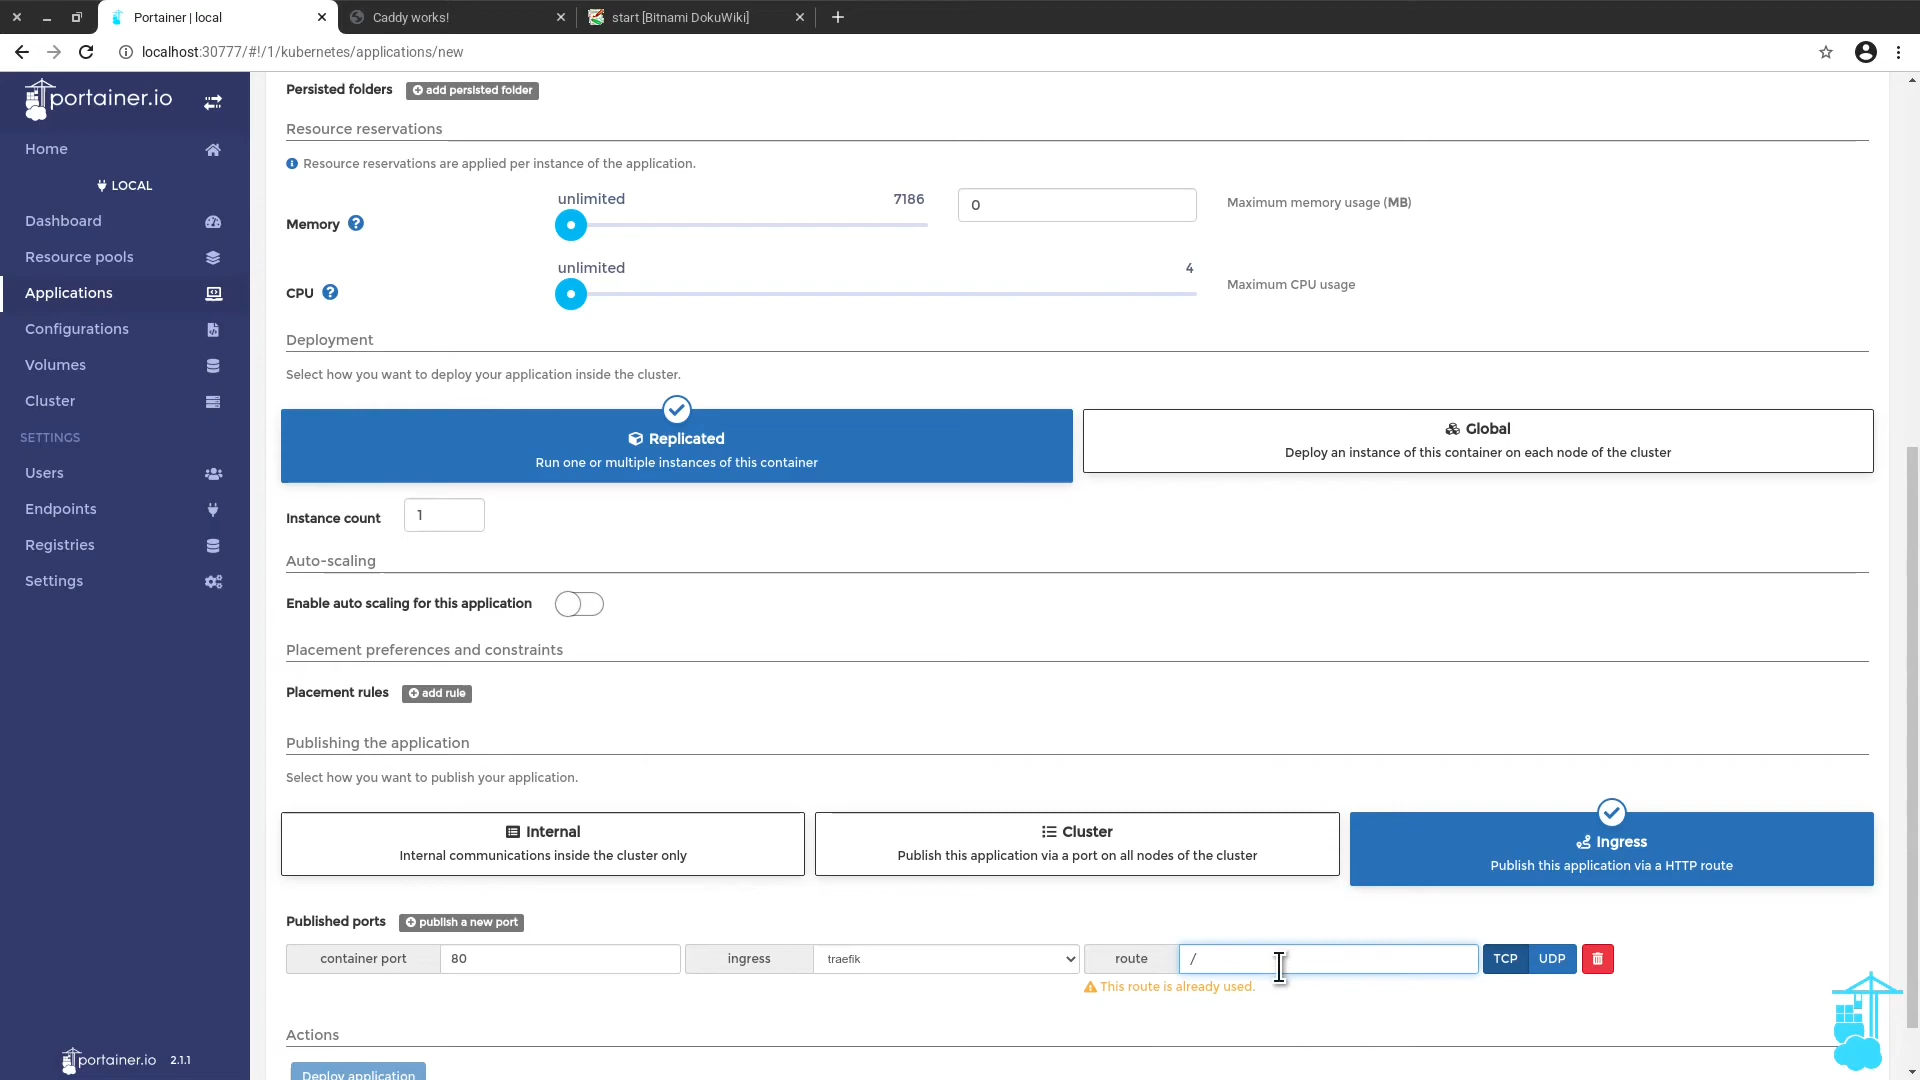 Portainer | local
Caddy works!
start [Bitnami DokuWiki]
localhost:30777/#!/1/kubernetes/applications/new
portainer.io
Home
LOCAL
Dashboard
Resource pools
Applications
Configurations
Volumes
Cluster
SETTINGS
Users
Endpoints
Registries
Settings
portainer.io 2.1.1
Persisted folders add persisted folder
Resource reservations
Resource reservations are applied per instance of the application.
unlimited 7186
Memory 0 Maximum memory usage (MB)
unlimited 4
CPU Maximum CPU usage
Deployment
Select how you want to deploy your application inside the cluster.
Replicated
Run one or multiple instances of this container
Global
Deploy an instance of this container on each node of the cluster
Instance count 1
Auto-scaling
Enable auto scaling for this application
Placement preferences and constraints
Placement rules add rule
Publishing the application
Select how you want to publish your application.
Internal
Internal communications inside the cluster only
Cluster
Publish this application via a port on all nodes of the cluster
Ingress
Publish this application via a HTTP route
Published ports publish a new port
container port 80 ingress traefik route / TCP UDP
This route is already used.
Actions
Deploy application